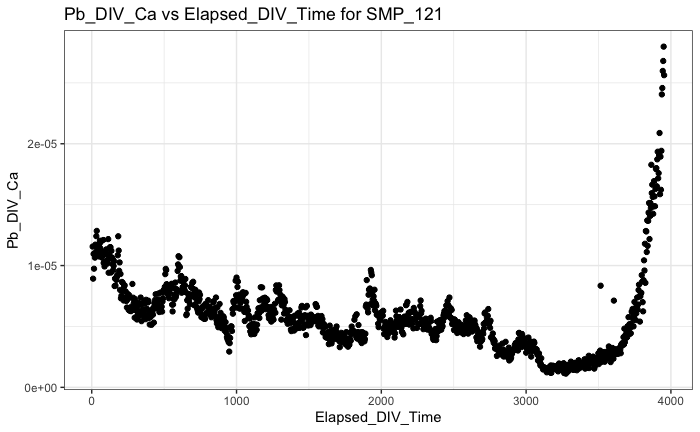 Pb_DIV_Ca vs Elapsed_DIV_Time for SMP_121
Pb_DIV_Ca
2e-05
1e-05
0e+00
0 1000 2000 3000 4000
Elapsed_DIV_Time